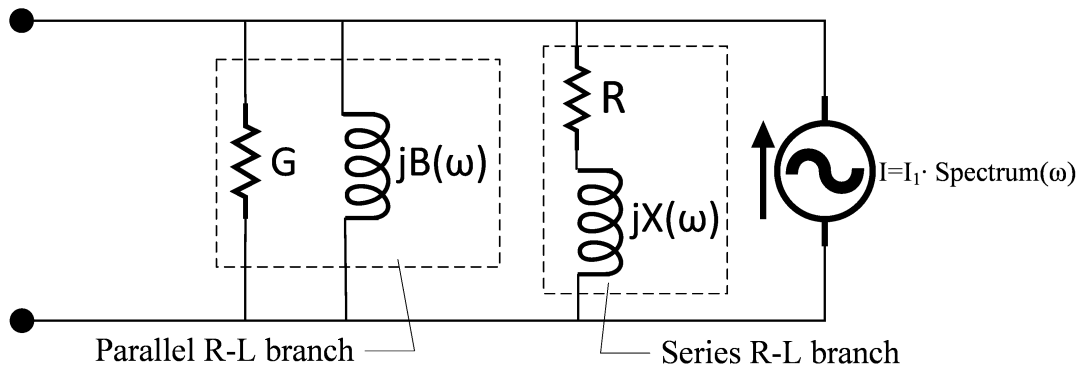 G
jB(ω)
R
jX(ω)
I=I₁· Spectrum(ω)
Parallel R-L branch
Series R-L branch